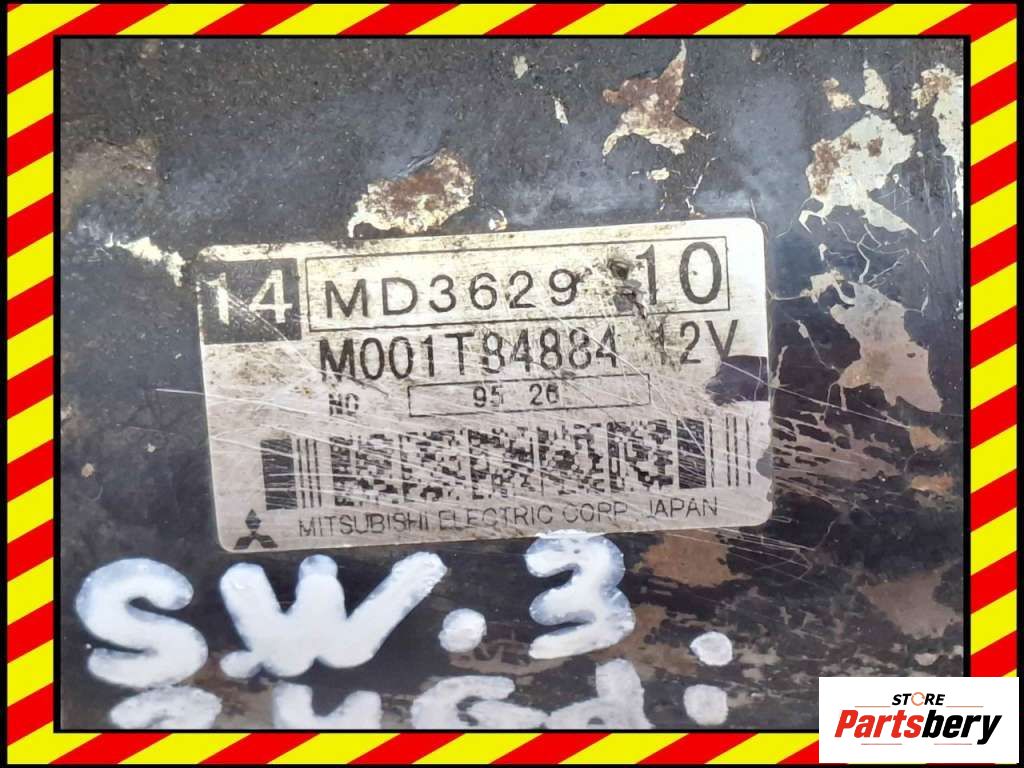 14 MD3629 10
M001T84884 12V
NO 95 26
MITSUBISHI ELECTRIC CORP. JAPAN
SW.3.
STORE
Partsbery